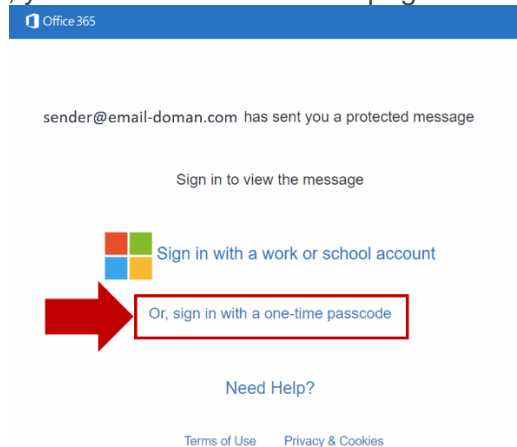 Office 365
sender@email-doman.com has sent you a protected message
Sign in to view the message
Sign in with a work or school account
Or, sign in with a one-time passcode
Need Help?
Terms of Use Privacy & Cookies